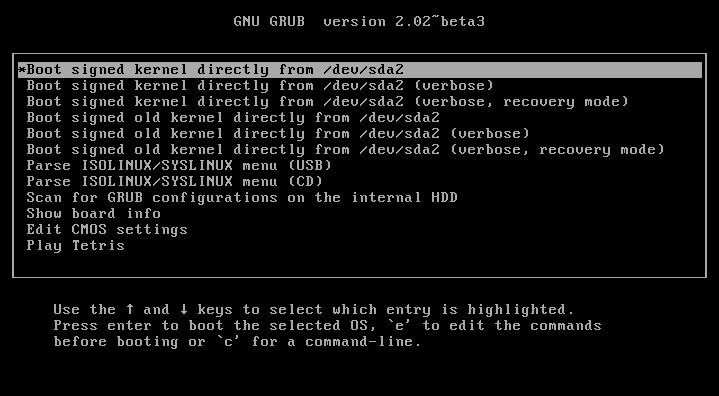 GNU GRUB version 2.02~beta3
*Boot signed kernel directly from /dev/sda2
Boot signed kernel directly from /dev/sda2 (verbose)
Boot signed kernel directly from /dev/sda2 (verbose, recovery mode)
Boot signed old kernel directly from /dev/sda2
Boot signed old kernel directly from /dev/sda2 (verbose)
Boot signed old kernel directly from /dev/sda2 (verbose, recovery mode)
Parse ISOLINUX/SYSLINUX menu (USB)
Parse ISOLINUX/SYSLINUX menu (CD)
Scan for GRUB configurations on the internal HDD
Show board info
Edit CMOS settings
Play Tetris
Use the ↑ and ↓ keys to select which entry is highlighted.
Press enter to boot the selected OS, `e' to edit the commands
before booting or `c' for a command-line.